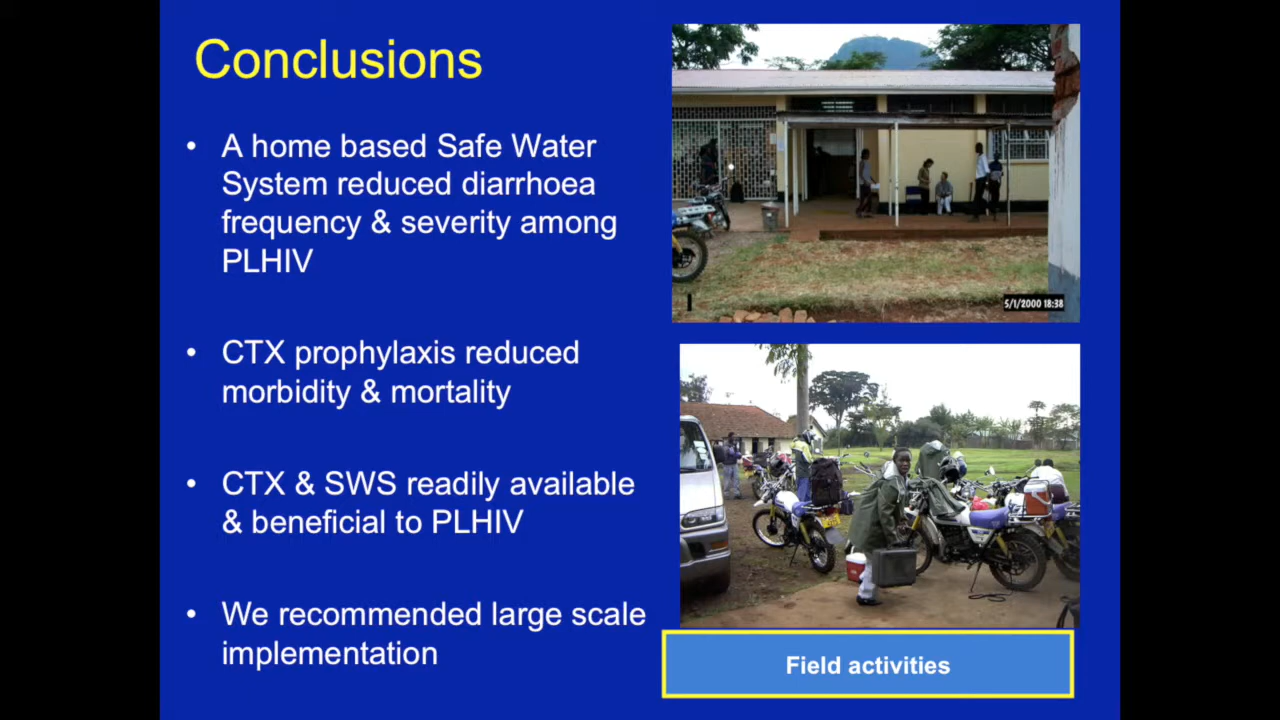 Conclusions
• A home based Safe Water
System reduced diarrhoea
frequency & severity among
PLHIV
• CTX prophylaxis reduced
morbidity & mortality
• CTX & SWS readily available
& beneficial to PLHIV
• We recommended large scale
implementation
5/1/2000 18:38
Field activities